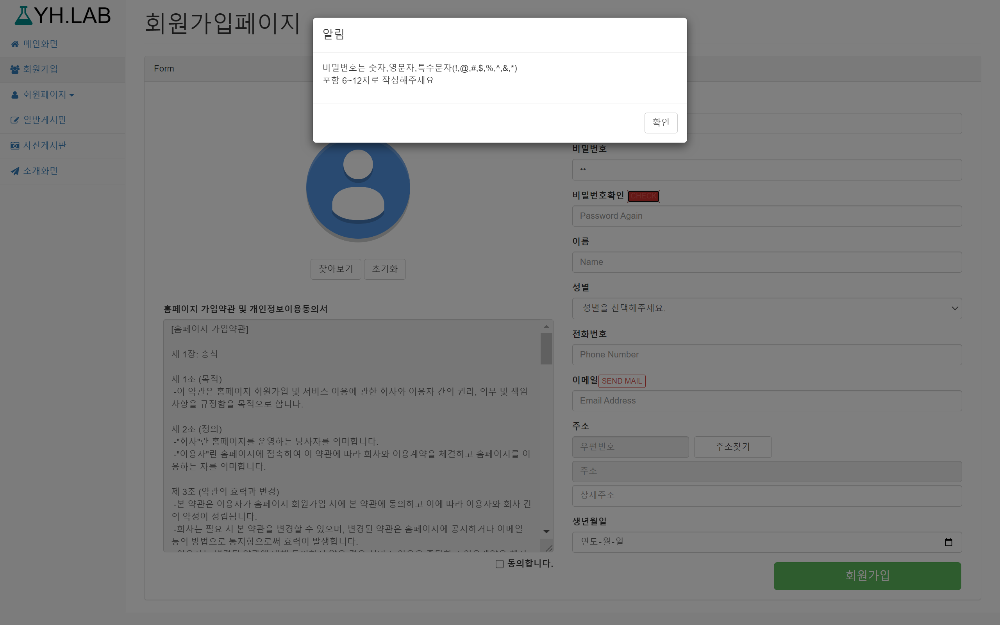 YH.LAB
메인화면
회원가입
회원페이지
일반게시판
사진게시판
소개화면
회원가입페이지
Form
알림
비밀번호는 숫자,영문자,특수문자(!,@,#,$,%,^,&,*)
포함 6~12자로 작성해주세요
확인
찾아보기 초기화
홈페이지 가입약관 및 개인정보이용동의서
[홈페이지 가입약관]
제 1장: 총칙
제 1조 (목적)
-이 약관은 홈페이지 회원가입 및 서비스 이용에 관한 회사와 이용자 간의 권리, 의무 및 책임
사항을 규정함을 목적으로 합니다.
제 2조 (정의)
-"회사"란 홈페이지를 운영하는 당사자를 의미합니다.
-"이용자"란 홈페이지에 접속하여 이 약관에 따라 회사와 이용계약을 체결하고 홈페이지를 이
용하는 자를 의미합니다.
제 3조 (약관의 효력과 변경)
-본 약관은 이용자가 홈페이지 회원가입 시에 본 약관에 동의하고 이에 따라 이용자와 회사 간
의 약정이 성립됩니다.
-회사는 필요 시 본 약관을 변경할 수 있으며, 변경된 약관은 홈페이지에 공지하거나 이메일
등의 방법으로 통지함으로써 효력이 발생합니다.
동의합니다.
비밀번호
••
비밀번호확인 CHECK
Password Again
이름
Name
성별
성별을 선택해주세요.
전화번호
Phone Number
이메일 SEND MAIL
Email Address
주소
우편번호 주소찾기
주소
상세주소
생년월일
연도-월-일
회원가입